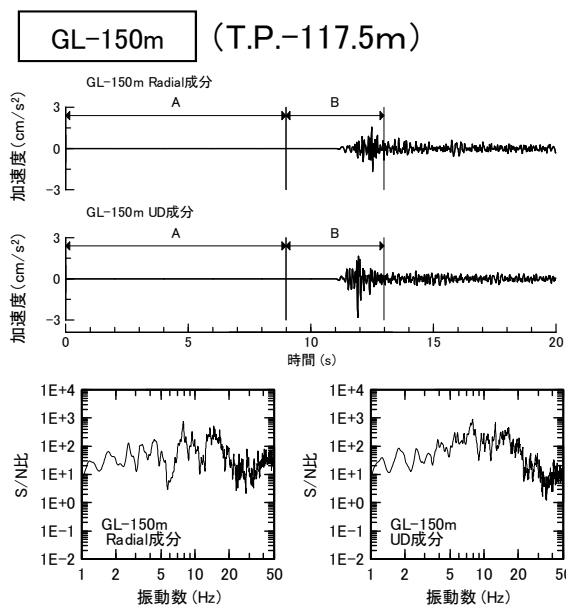 GL-150m (T.P.-117.5m)
GL-150m Radial成分
加速度(cm/s²)
3
0
-3
A
B
GL-150m UD成分
加速度(cm/s²)
3
0
-3
A
B
0 5 10 15 20
時間(s)
S/N比
1E+4
1E+3
1E+2
1E+1
1E+0
1E-1
1E-2
GL-150m
Radial成分
1 2 5 10 20 50
振動数(Hz)
S/N比
1E+4
1E+3
1E+2
1E+1
1E+0
1E-1
1E-2
GL-150m
UD成分
1 2 5 10 20 50
振動数(Hz)